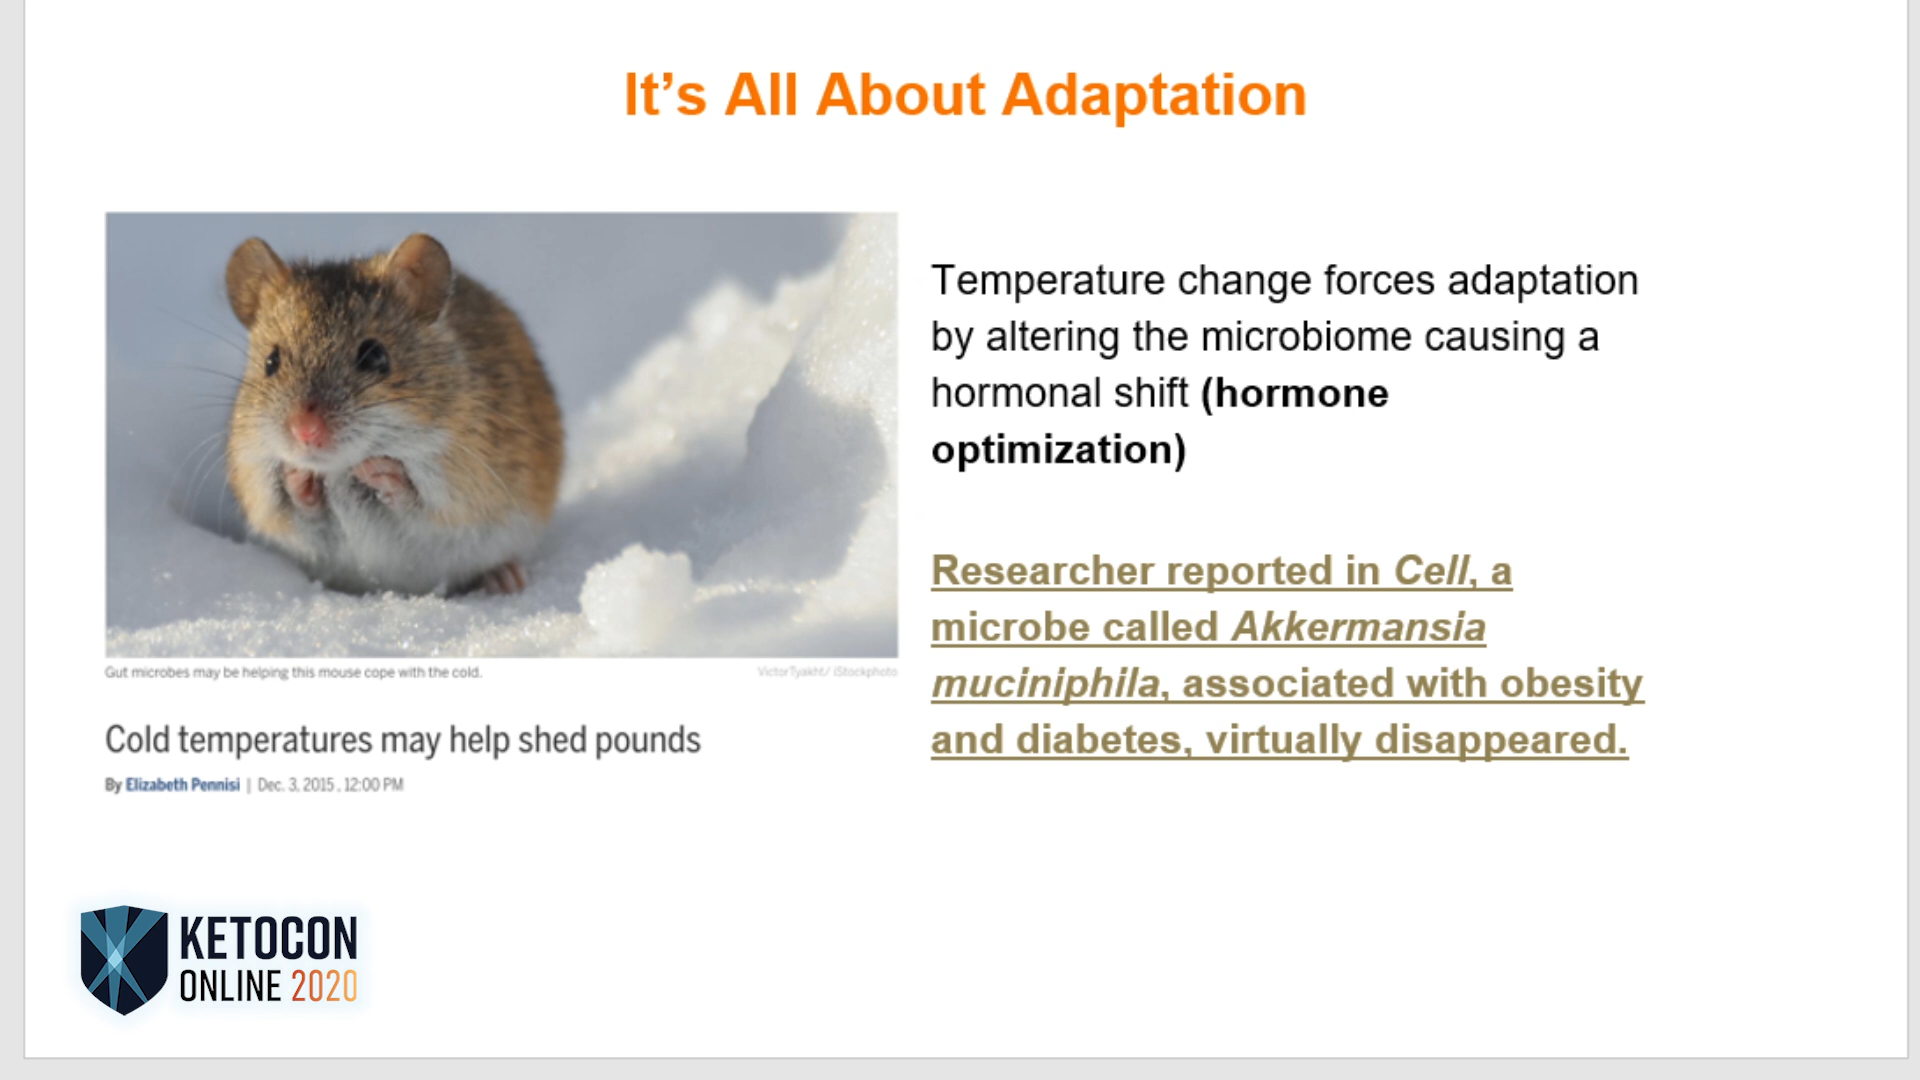 It’s All About Adaptation
Temperature change forces adaptation
by altering the microbiome causing a
hormonal shift (hormone
optimization)
Researcher reported in Cell, a
microbe called Akkermansia
muciniphila, associated with obesity
and diabetes, virtually disappeared.
Gut microbes may be helping this mouse cope with the cold.
VictorTyakht/ iStockphoto
Cold temperatures may help shed pounds
By Elizabeth Pennisi | Dec. 3, 2015 , 12:00 PM
KETOCON
ONLINE 2020